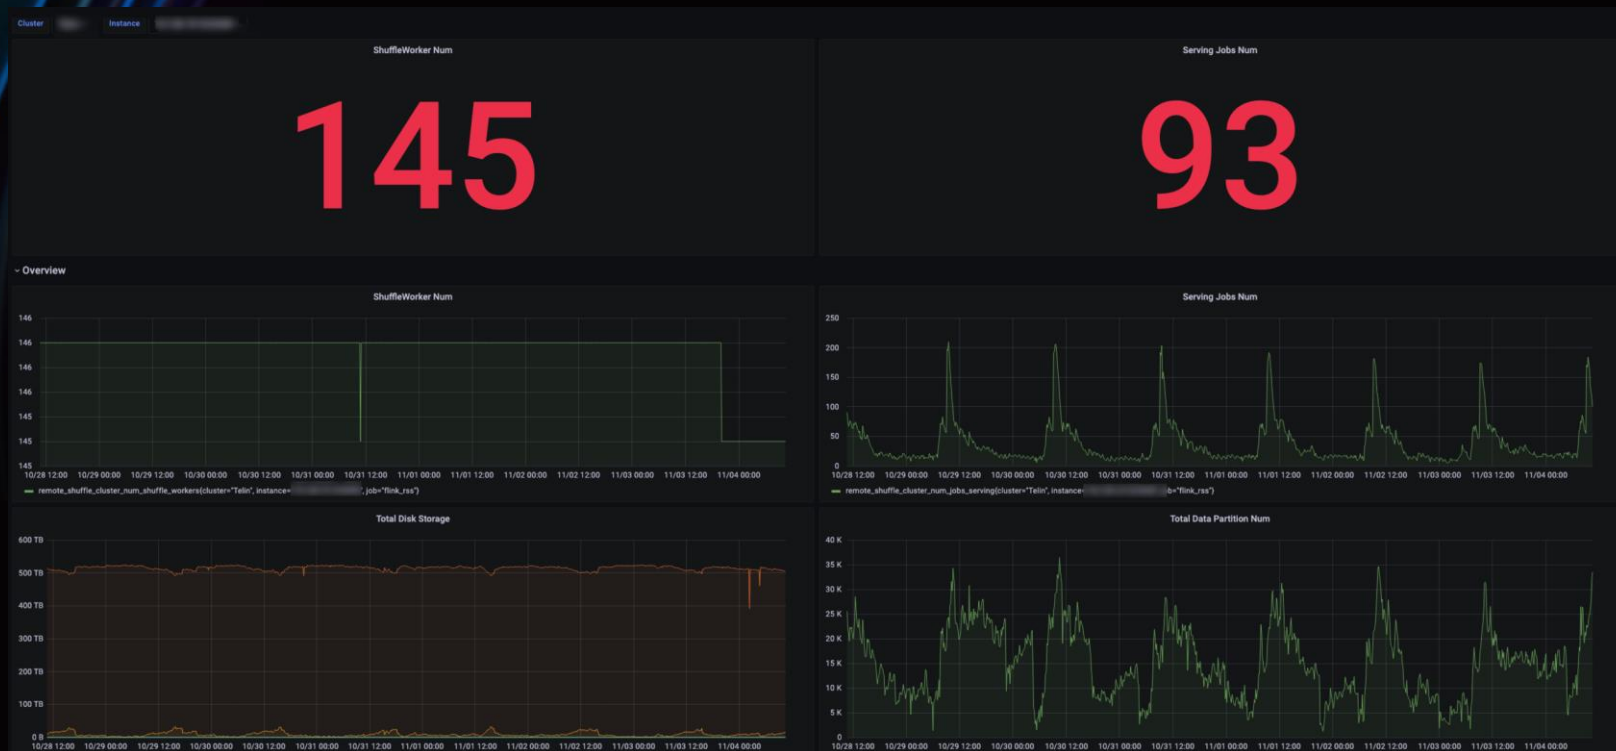 Cluster Instance
ShuffleWorker Num
145
Serving Jobs Num
93
Overview
ShuffleWorker Num
146
146
146
146
145
145
145
10/28 12:00 10/29 00:00 10/29 12:00 10/30 00:00 10/30 12:00 10/31 00:00 10/31 12:00 11/01 00:00 11/01 12:00 11/02 00:00 11/02 12:00 11/03 00:00 11/03 12:00 11/04 00:00
remote_shuffle_cluster_num_shuffle_workers{cluster="Telin", instance= ", job="flink_rss"}
Serving Jobs Num
250
200
150
100
50
0
10/28 12:00 10/29 00:00 10/29 12:00 10/30 00:00 10/30 12:00 10/31 00:00 10/31 12:00 11/01 00:00 11/01 12:00 11/02 00:00 11/02 12:00 11/03 00:00 11/03 12:00 11/04 00:00
remote_shuffle_cluster_num_jobs_serving{cluster="Telin", instance= b="flink_rss"}
Total Disk Storage
600 TB
500 TB
400 TB
300 TB
200 TB
100 TB
0 B
10/28 12:00 10/29 00:00 10/29 12:00 10/30 00:00 10/30 12:00 10/31 00:00 10/31 12:00 11/01 00:00 11/01 12:00 11/02 00:00 11/02 12:00 11/03 00:00 11/03 12:00 11/04 00:00
Total Data Partition Num
40 K
35 K
30 K
25 K
20 K
15 K
10 K
5 K
0
10/28 12:00 10/29 00:00 10/29 12:00 10/30 00:00 10/30 12:00 10/31 00:00 10/31 12:00 11/01 00:00 11/01 12:00 11/02 00:00 11/02 12:00 11/03 00:00 11/03 12:00 11/04 00:00